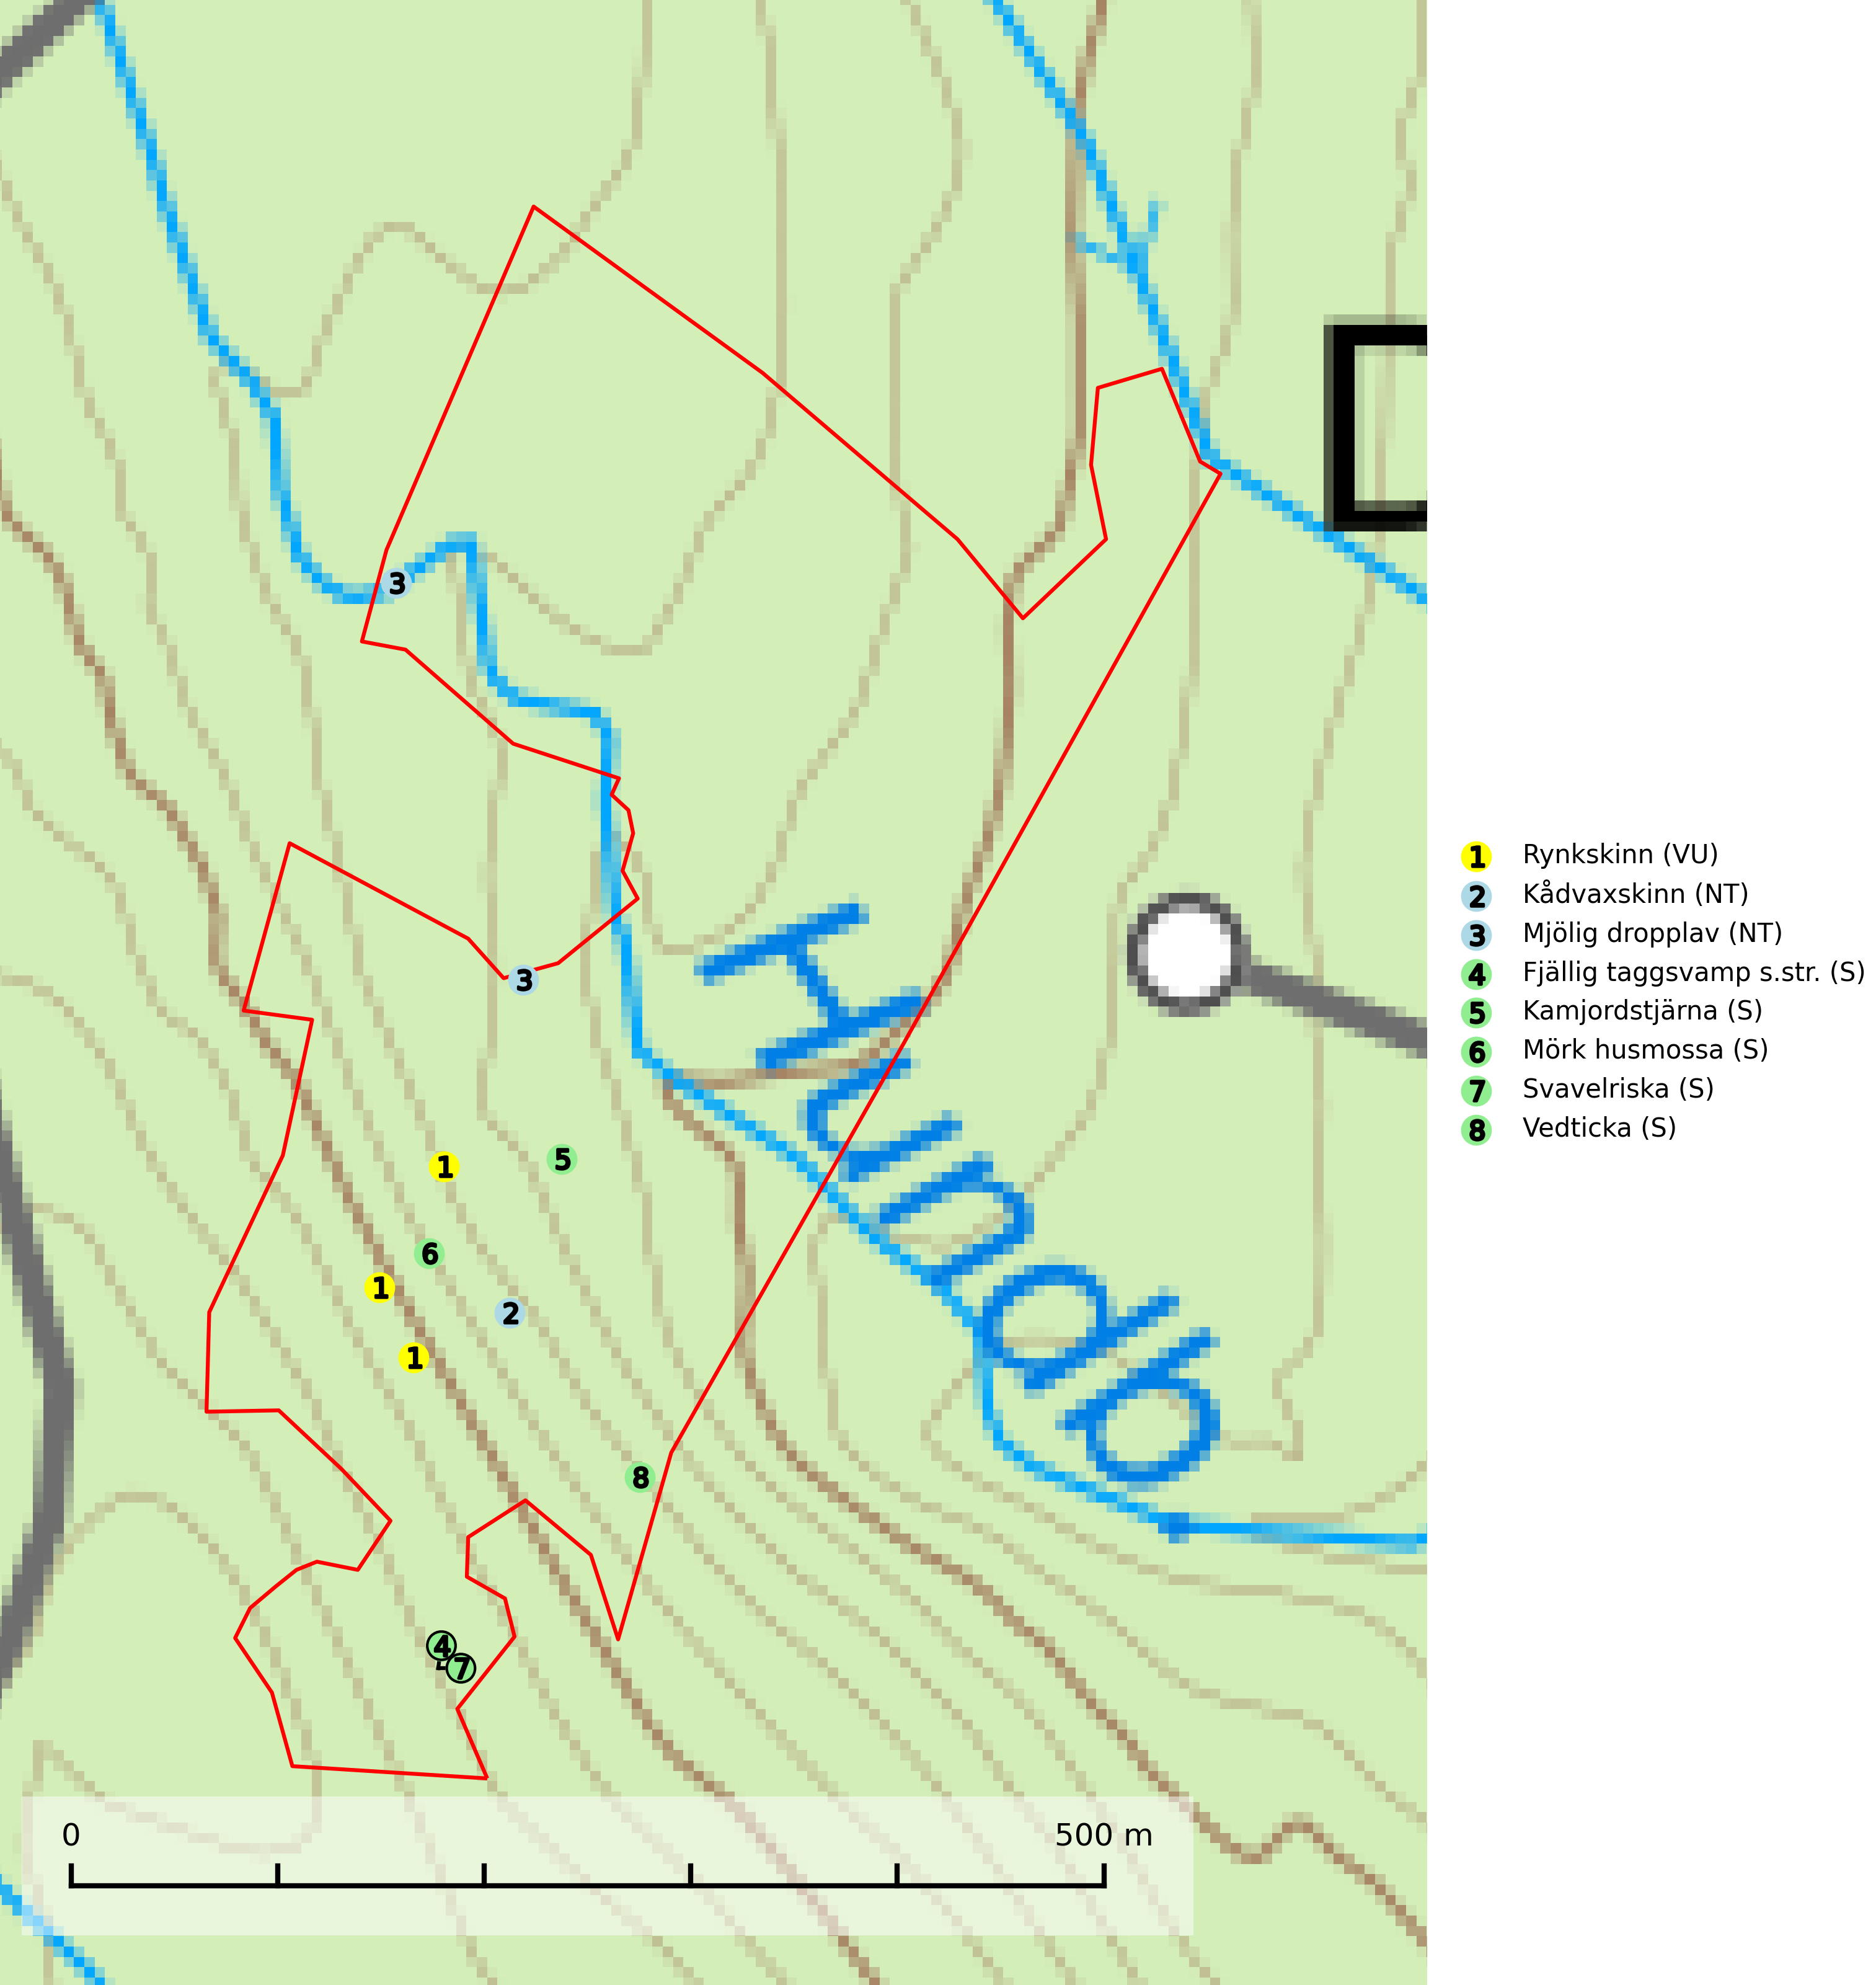 3
3
1
5
6
1
2
1
8
4
7
Hundb
0 500 m
1 Rynkskinn (VU)
2 Kådvaxskinn (NT)
3 Mjölig dropplav (NT)
4 Fjällig taggsvamp s.str. (S)
5 Kamjordstjärna (S)
6 Mörk husmossa (S)
7 Svavelriska (S)
8 Vedticka (S)